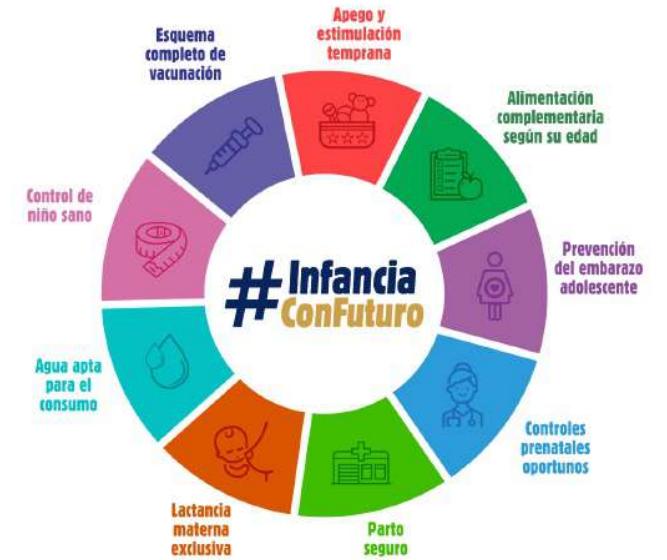 Apego y
estimulación
temprana
Alimentación
complementaria
según su edad
Prevención
del embarazo
adolescente
Controles
prenatales
oportunos
Parto
seguro
Lactancia
materna
exclusiva
Agua apta
para el
consumo
Control de
niño sano
Esquema
completo de
vacunación
#Infancia
ConFuturo